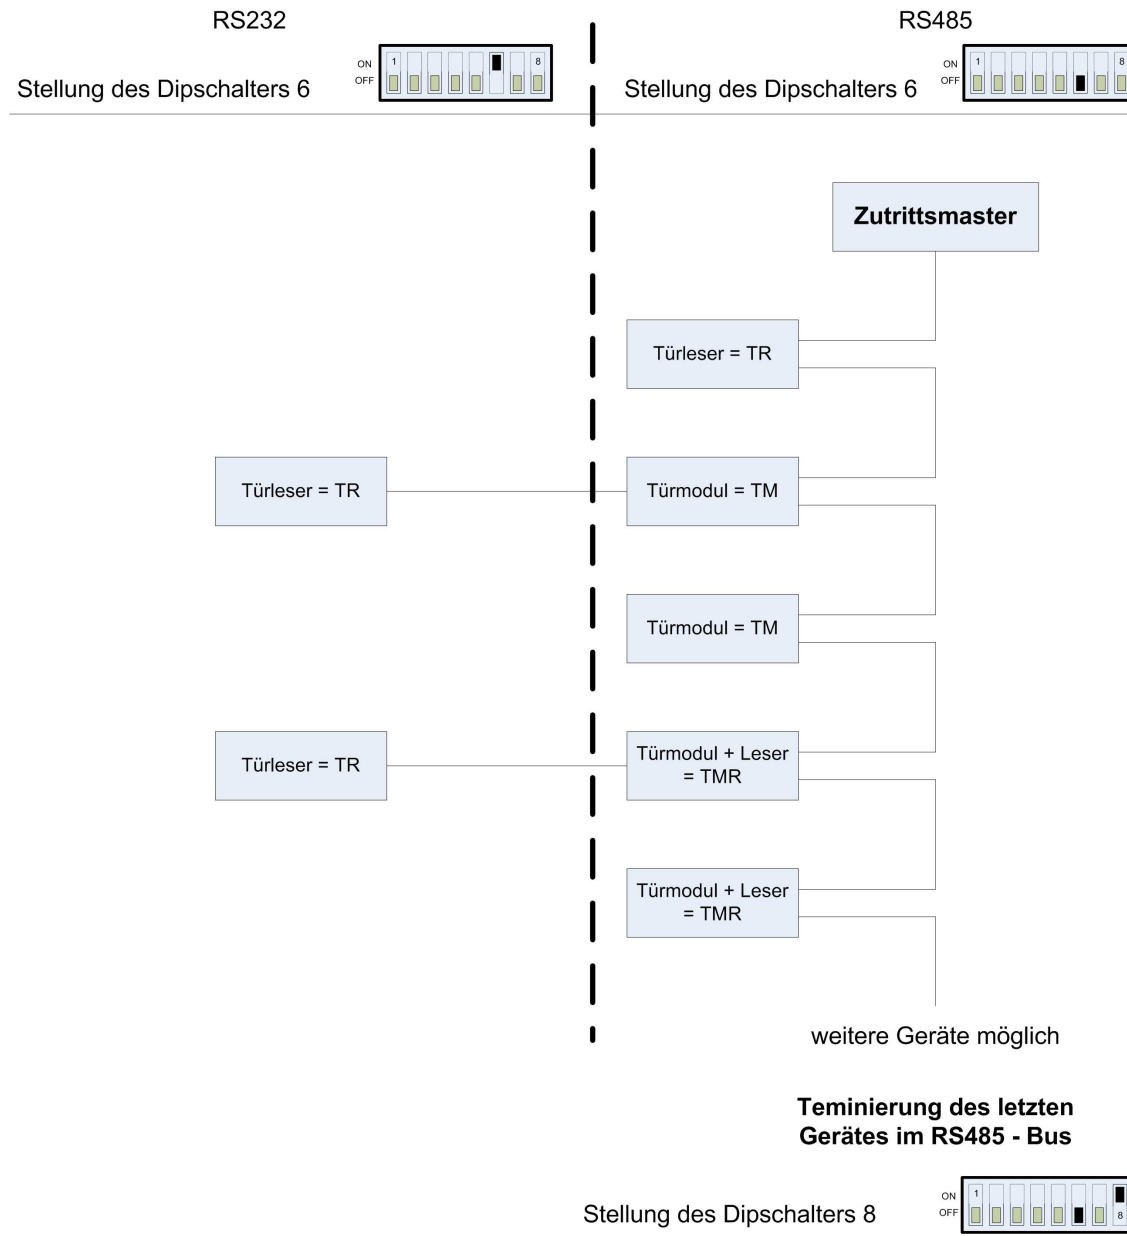 RS232
RS485
ON
OFF
1
8
Stellung des Dipschalters 6
ON
OFF
1
8
Stellung des Dipschalters 6
Zutrittsmaster
Türleser = TR
Türleser = TR
Türmodul = TM
Türmodul = TM
Türleser = TR
Türmodul + Leser
= TMR
Türmodul + Leser
= TMR
weitere Geräte möglich
Teminierung des letzten
Gerätes im RS485 - Bus
Stellung des Dipschalters 8
ON
OFF
1
8